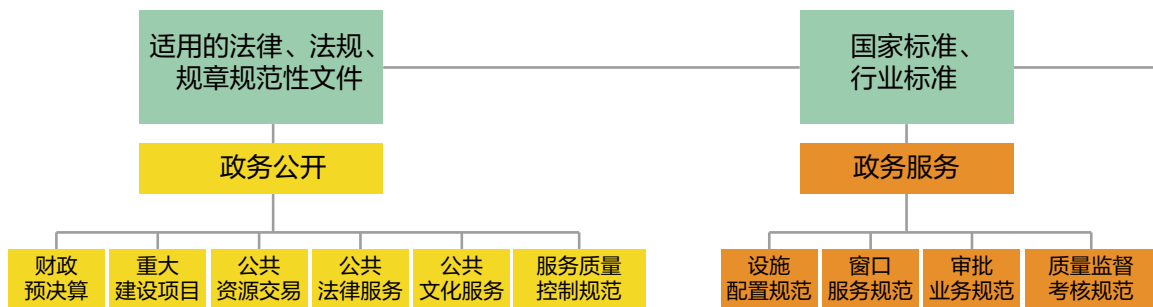 适用的法律、法规、
规章规范性文件
国家标准、
行业标准
政务公开
政务服务
财政
预决算
重大
建设项目
公共
资源交易
公共
法律服务
公共
文化服务
服务质量
控制规范
设施
配置规范
窗口
服务规范
审批
业务规范
质量监督
考核规范